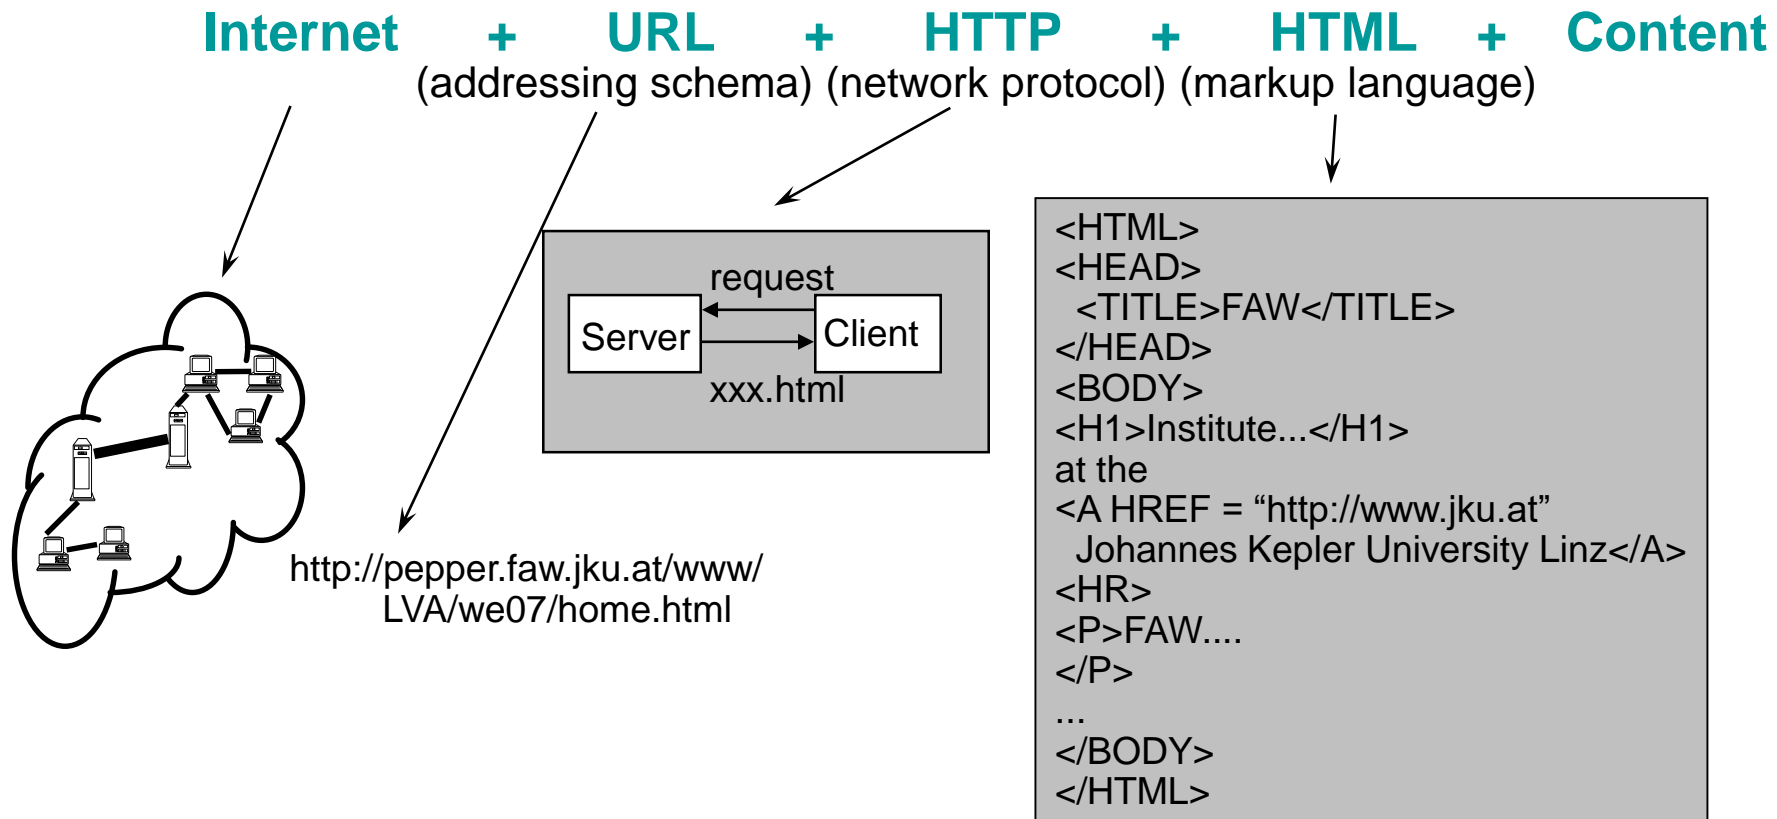 Internet + URL + HTTP + HTML + Content
(addressing schema) (network protocol) (markup language)
request
Server
Client
xxx.html
http://pepper.faw.jku.at/www/
LVA/we07/home.html
<HTML>
<HEAD>
<TITLE>FAW</TITLE>
</HEAD>
<BODY>
<H1>Institute...</H1>
at the
<A HREF = “http://www.jku.at”
Johannes Kepler University Linz</A>
<HR>
<P>FAW....
</P>
...
</BODY>
</HTML>